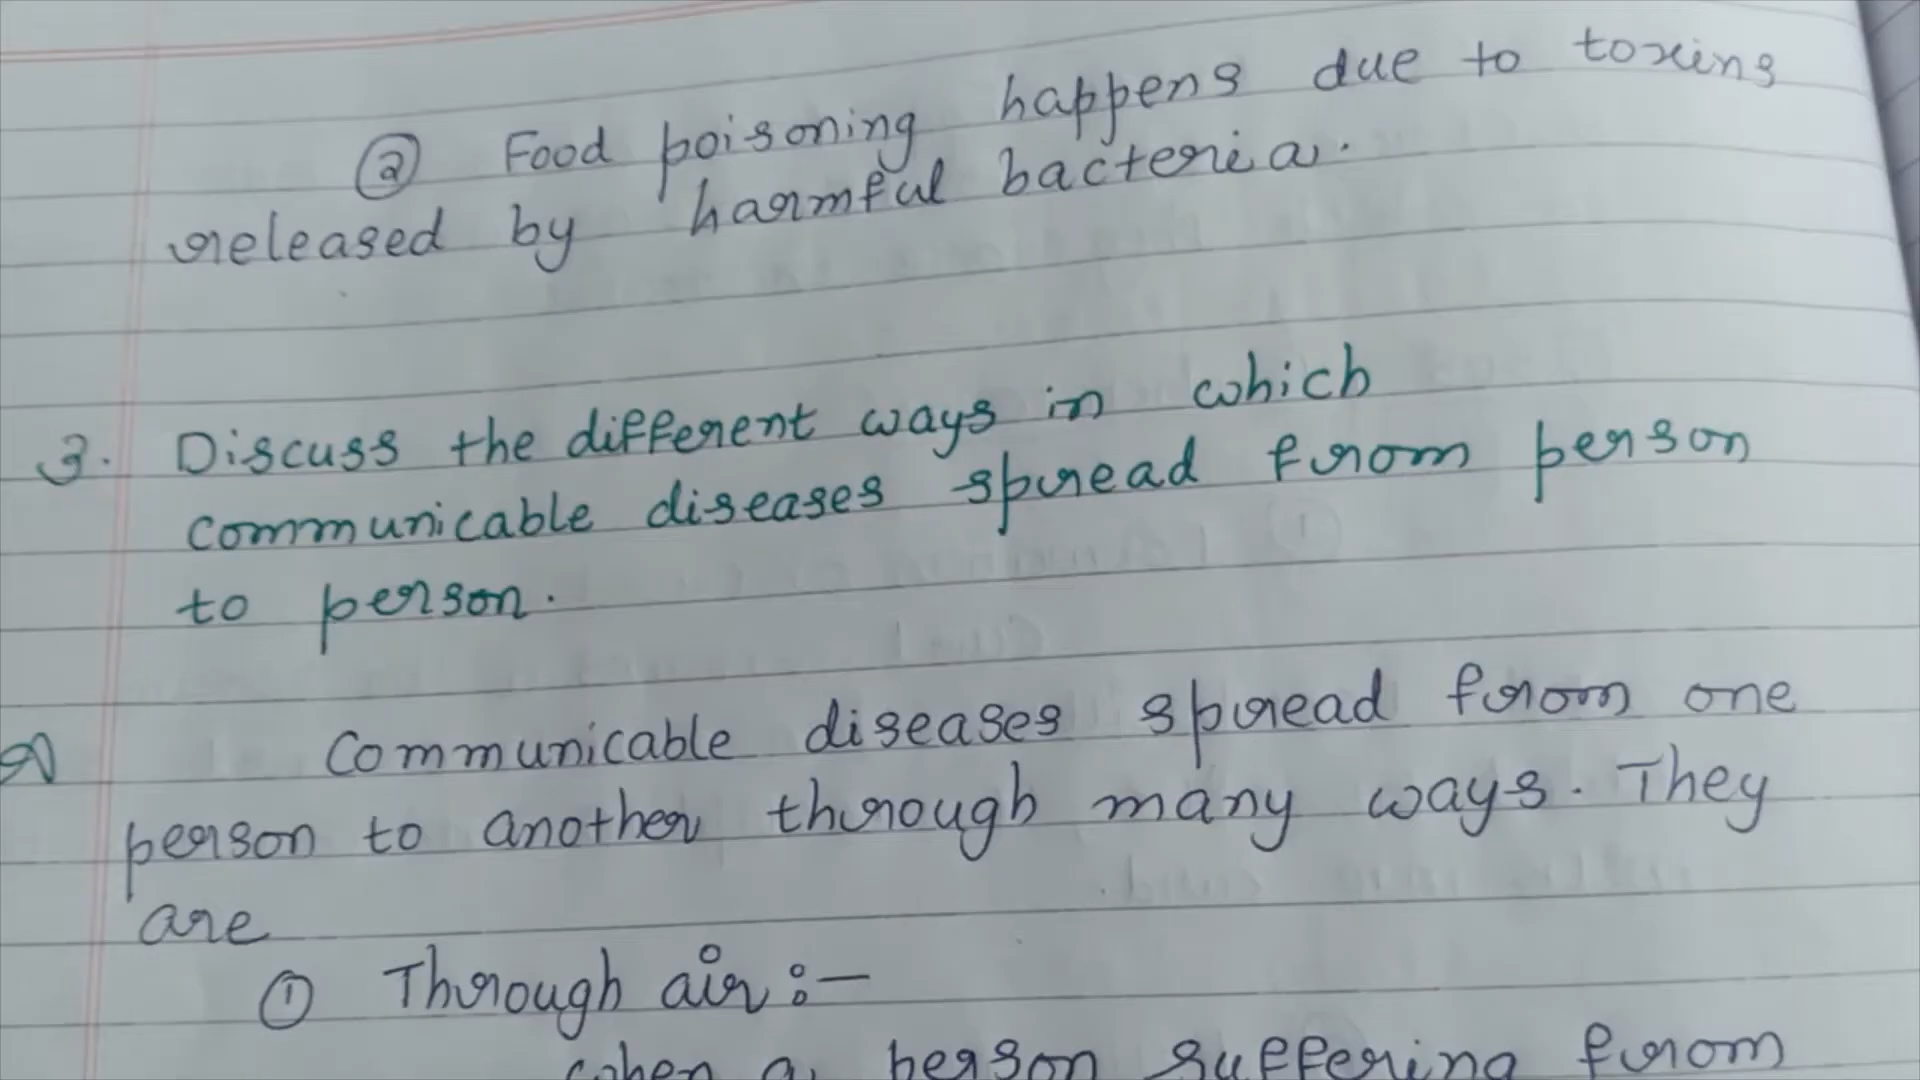 ② Food poisoning happens due to toxins
released by harmful bacteria.
3. Discuss the different ways in which
communicable diseases spread from person
to person.
A) Communicable diseases spread from one
person to another through many ways. They
are
① Through air :-
when a person suffering from